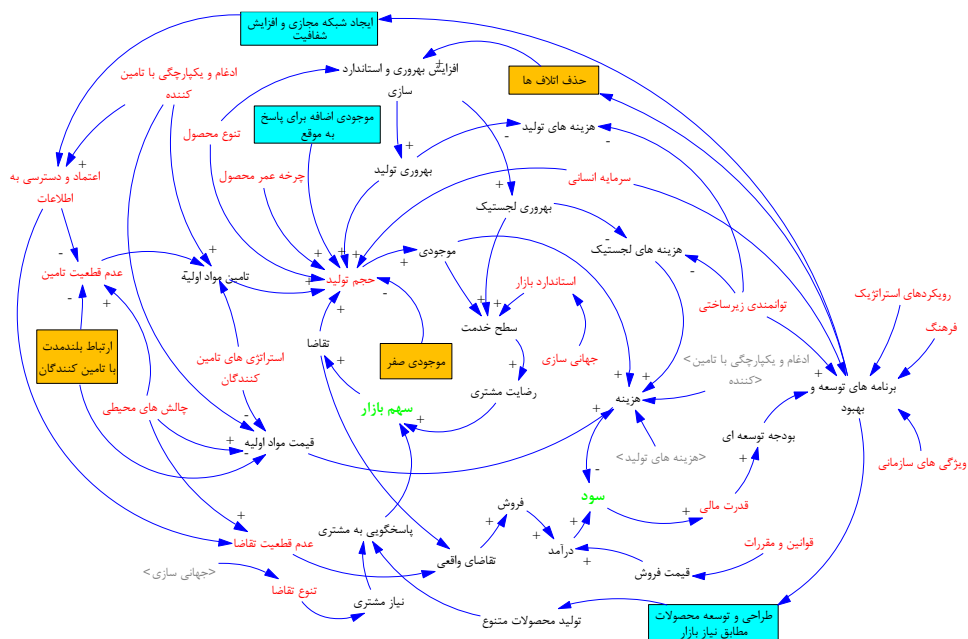 ایجاد شبکه مجازی و افزایش
شفافیت
ادغام و یکپارچگی با تامین
کننده
افزایش بهروری و استاندارد
سازی
حذف اتلاف ها
موجودی اضافه برای پاسخ
به موقع
تنوع محصول
هزینه های تولید
اعتماد و دسترسی به
اطلاعات
چرخه عمر محصول
بهروری تولید
سرمایه انسانی
بهروری لجستیک
موجودی
هزینه های لجستیک
عدم قطعیت تامین
تامین مواد اولیة
حجم تولید
استاندارد بازار
توانمندی زیرساختی
رویکردهای استراتژیک
فرهنگ
سطح خدمت
ارتباط بلندمدت
با تامین کنندگان
استراتژی های تامین
کنندگان
تقاضا
موجودی صفر
جهانی سازی
<ادغام و یکپارچگی با تامین
کننده>
برنامه های توسعه و
بهبود
چالش های محیطی
سهم بازار
رضایت مشتری
هزینه
بودجه توسعه ای
قیمت مواد اولیه
<هزینه های تولید>
ویژگی های سازمانی
سود
قدرت مالی
فروش
پاسخگویی به مشتری
عدم قطعیت تقاضا
تقاضای واقعی
درآمد
قوانین و مقررات
<جهانی سازی>
قیمت فروش
تنوع تقاضا
نیاز مشتری
تولید محصولات متنوع
طراحی و توسعه محصولات
مطابق نیاز بازار